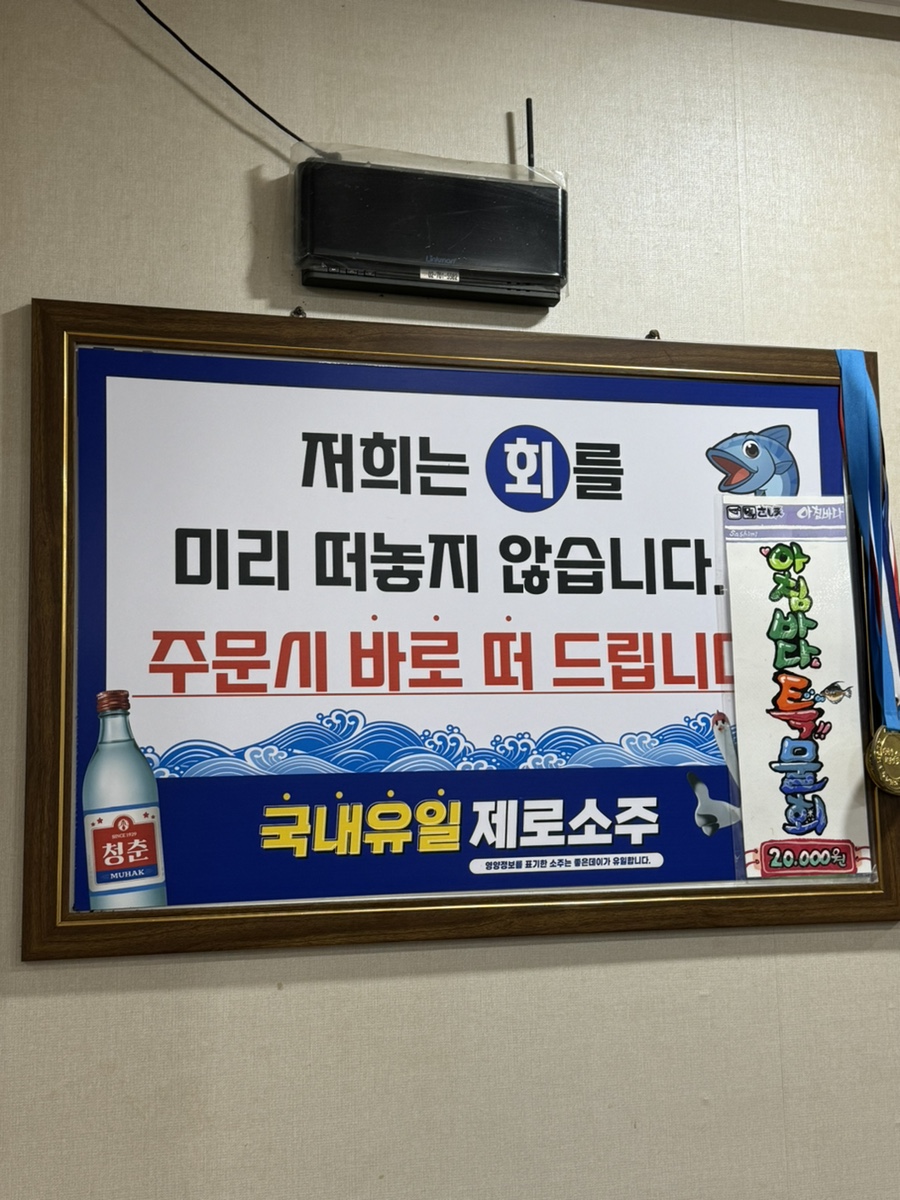 저희는 회를
미리 떠놓지 않습니다.
주문시 바로 떠 드립니다
국내유일 제로소주
영양정보를 표기한 소주는 좋은데이가 유일합니다.
청춘
MUHAK
아침바다
Sashimi
아침
바다
특
물회
20.000원